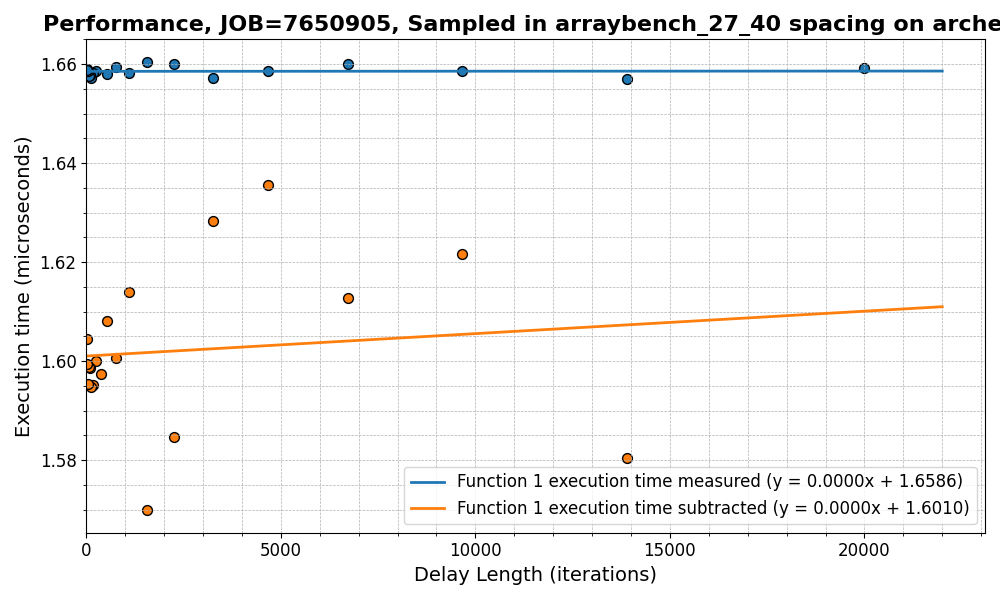 Performance, JOB=7650905, Sampled in arraybench_27_40 spacing on arche
1.66
1.64
1.62
1.60
1.58
Execution time (microseconds)
Function 1 execution time measured (y = 0.0000x + 1.6586)
Function 1 execution time subtracted (y = 0.0000x + 1.6010)
0 5000 10000 15000 20000
Delay Length (iterations)